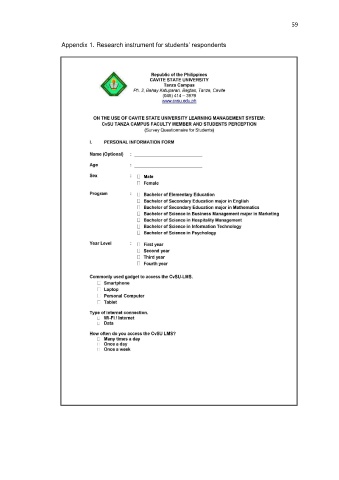 59
Appendix 1. Research instrument for students' respondents
Republic of the Philippines
CAVITE STATE UNIVERSITY
Tanza Campus
Ph. 2, Bahay Katuparan, Bagtas, Tanza, Cavite
(046) 414 – 3979
www.cvsu.edu.ph
ON THE USE OF CAVITE STATE UNIVERSITY LEARNING MANAGEMENT SYSTEM:
CvSU TANZA CAMPUS FACULTY MEMBER AND STUDENTS PERCEPTION
(Survey Questionnaire for Students)
I. PERSONAL INFORMATION FORM
Name (Optional) : ____________________
Age : ____________________
Sex : □ Male
□ Female
Program : □ Bachelor of Elementary Education
□ Bachelor of Secondary Education major in English
□ Bachelor of Secondary Education major in Mathematics
□ Bachelor of Science in Business Management major in Marketing
□ Bachelor of Science in Hospitality Management
□ Bachelor of Science in Information Technology
□ Bachelor of Science in Psychology
Year Level : □ First year
□ Second year
□ Third year
□ Fourth year
Commonly used gadget to access the CvSU-LMS.
□ Smartphone
□ Laptop
□ Personal Computer
□ Tablet
Type of internet connection.
□ Wi-Fi / Internet
□ Data
How often do you access the CvSU LMS?
□ Many times a day
□ Once a day
□ Once a week